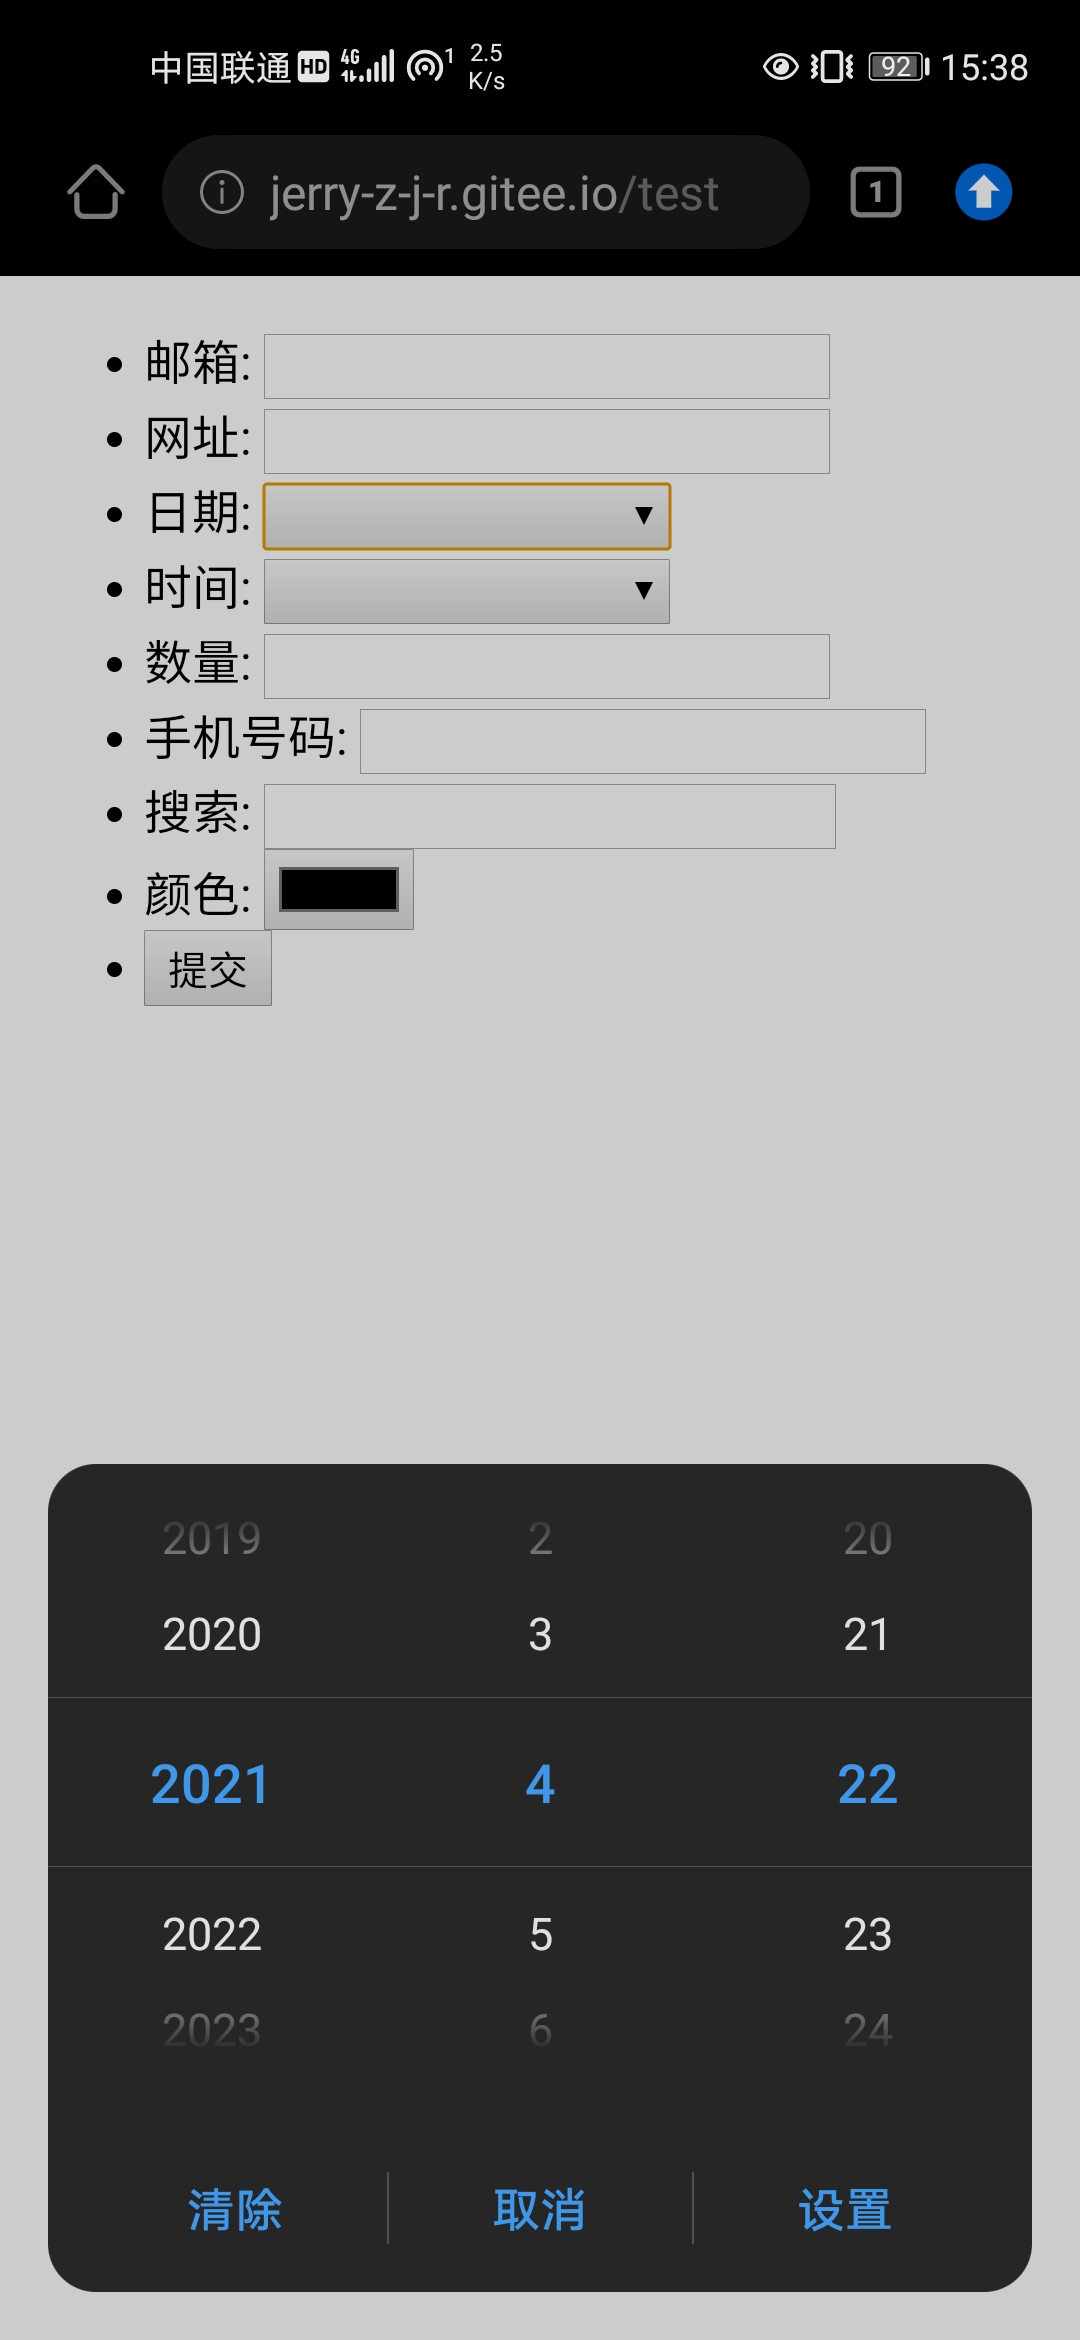 中国联通 HD 4G 1 2.5 K/s 92 15:38
jerry-z-j-r.gitee.io/test 1
邮箱:
网址:
日期: ▼
时间: ▼
数量:
手机号码:
搜索:
颜色:
提交
2019 2 20
2020 3 21
2021 4 22
2022 5 23
2023 6 24
清除 取消 设置